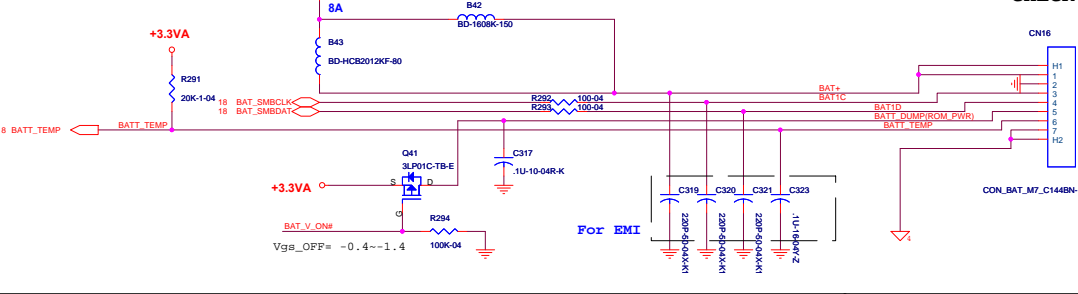 8A
B42
BD-1608K-150
CN16
+3.3VA
B43
BD-HCB2012KF-80
R291
20K-1-04
H1
1
2
3
4
5
6
7
H2
BAT+
BAT1C
BAT1D
BATT_DUMP(ROM_PWR)
BATT_TEMP
18 BAT_SMBCLK
18 BAT_SMBDAT
R292 100-04
R293 100-04
8 BATT_TEMP
BATT_TEMP
Q41
3LP01C-TB-E
C317
.1U-10-04R-K
+3.3VA
S D
G
BAT_V_ON#
R294
100K-04
Vgs_OFF= -0.4~-1.4
For EMI
C319
C320
C321
C323
220P-50-04X-K1
220P-50-04X-K1
220P-50-04X-K1
.1U-16-04Y-Z
4
CON_BAT_M7_C144BN-